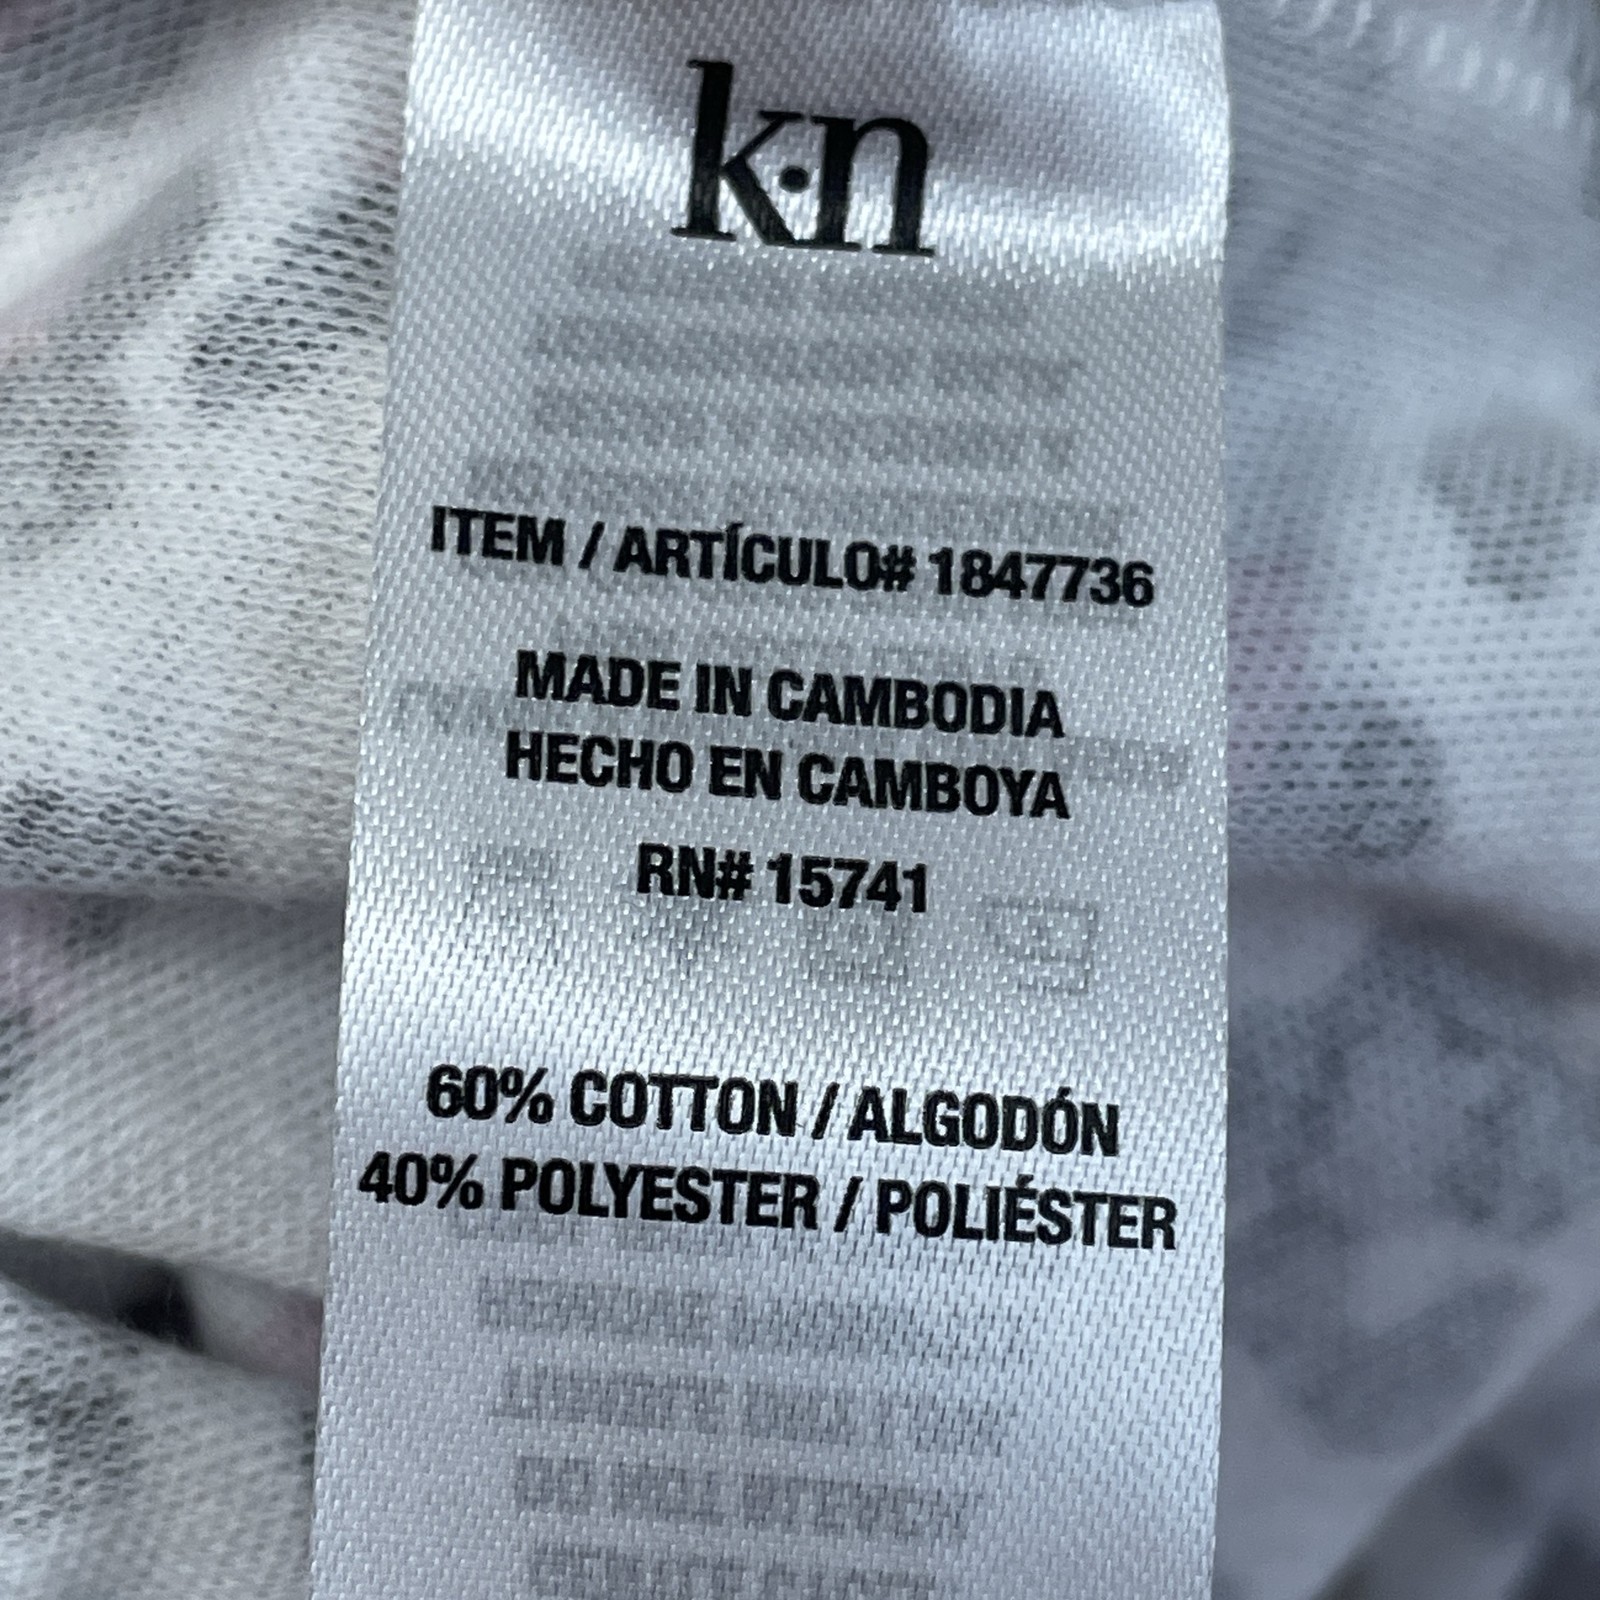 k·n
ITEM / ARTÍCULO# 1847736
MADE IN CAMBODIA
HECHO EN CAMBOYA
RN# 15741
60% COTTON / ALGODÓN
40% POLYESTER / POLIÉSTER